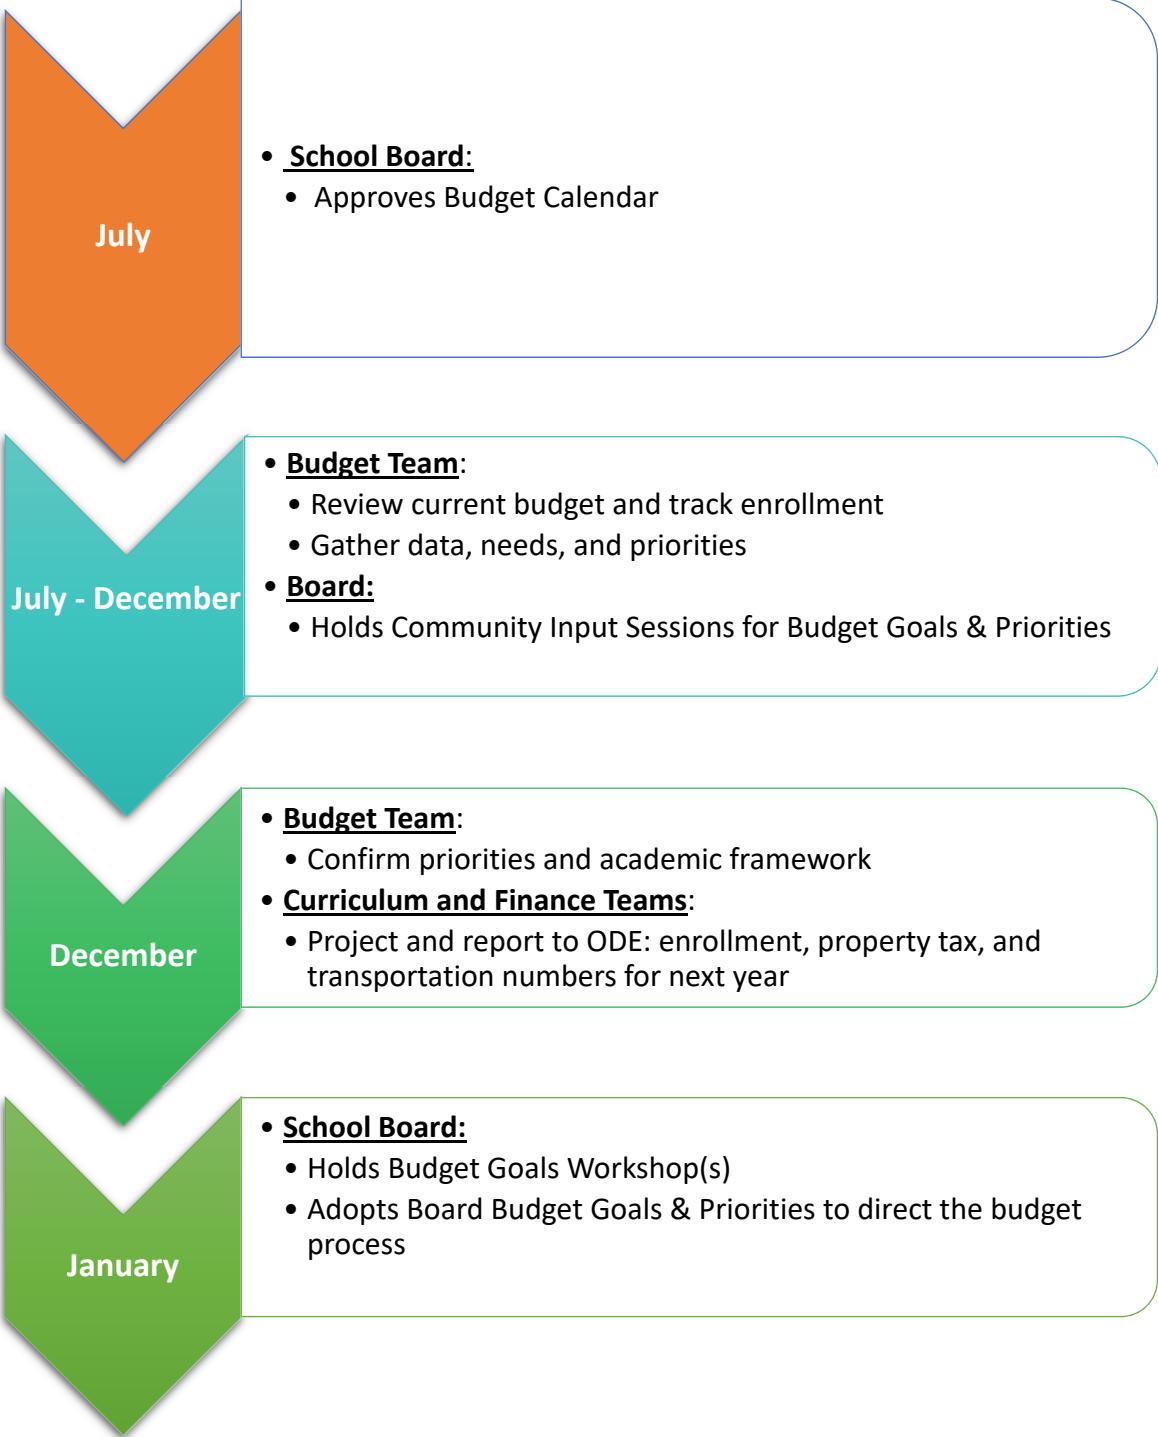 July
• School Board:
• Approves Budget Calendar
July - December
• Budget Team:
• Review current budget and track enrollment
• Gather data, needs, and priorities
• Board:
• Holds Community Input Sessions for Budget Goals & Priorities
December
• Budget Team:
• Confirm priorities and academic framework
• Curriculum and Finance Teams:
• Project and report to ODE: enrollment, property tax, and
transportation numbers for next year
January
• School Board:
• Holds Budget Goals Workshop(s)
• Adopts Board Budget Goals & Priorities to direct the budget
process